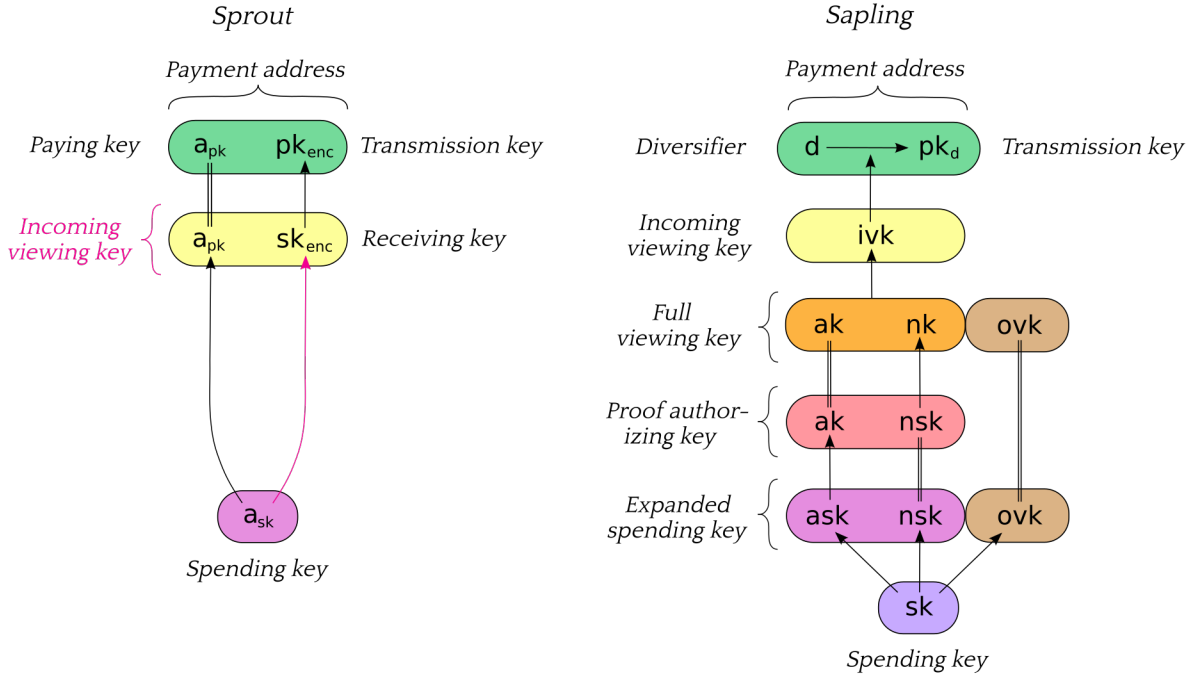 Sprout
Payment address
Paying key
a_pk
pk_enc
Transmission key
Incoming
viewing key
a_pk
sk_enc
Receiving key
a_sk
Spending key
Sapling
Payment address
Diversifier
d
pk_d
Transmission key
Incoming
viewing key
ivk
Full
viewing key
ak
nk
ovk
Proof author-
izing key
ak
nsk
Expanded
spending key
ask
nsk
ovk
sk
Spending key